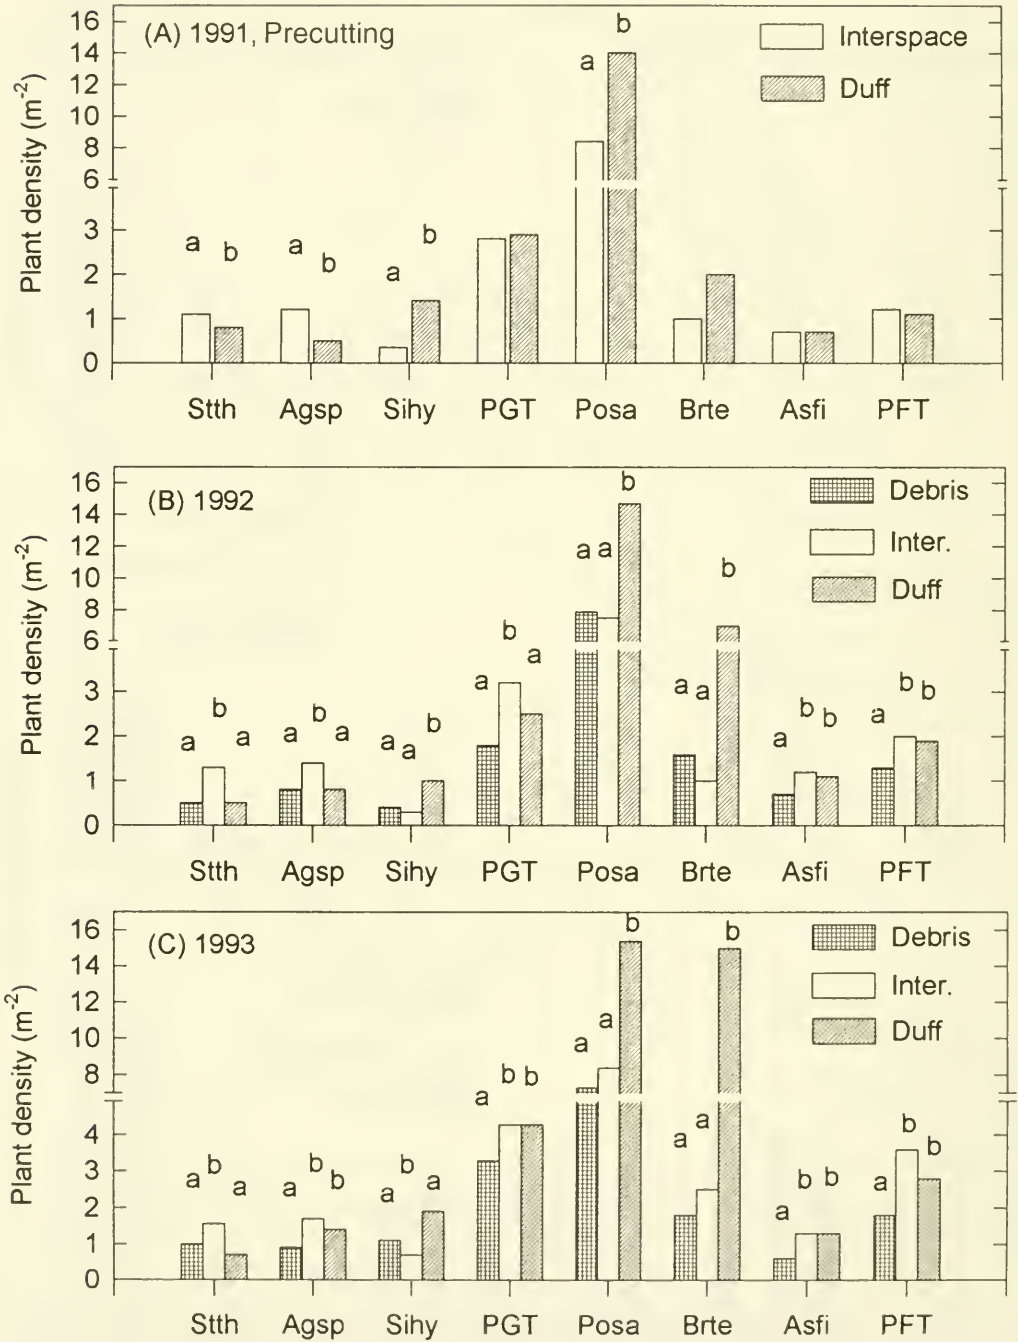 (A) 1991, Precutting
Interspace
Duff
Plant density (m-2)
16
14
12
10
8
6
3
2
1
0
a b a b a b a b
Stth Agsp Sihy PGT Posa Brte Asfi PFT
(B) 1992
Debris
Inter.
Duff
Plant density (m-2)
16
14
12
10
8
6
3
2
1
0
a b a a b a a a b a b a a a b a a b a b b a b b
Stth Agsp Sihy PGT Posa Brte Asfi PFT
(C) 1993
Debris
Inter.
Duff
Plant density (m-2)
16
14
12
10
8
4
3
2
1
0
a b a a b b a b a a b b a a b a a b a b b a b b
Stth Agsp Sihy PGT Posa Brte Asfi PFT